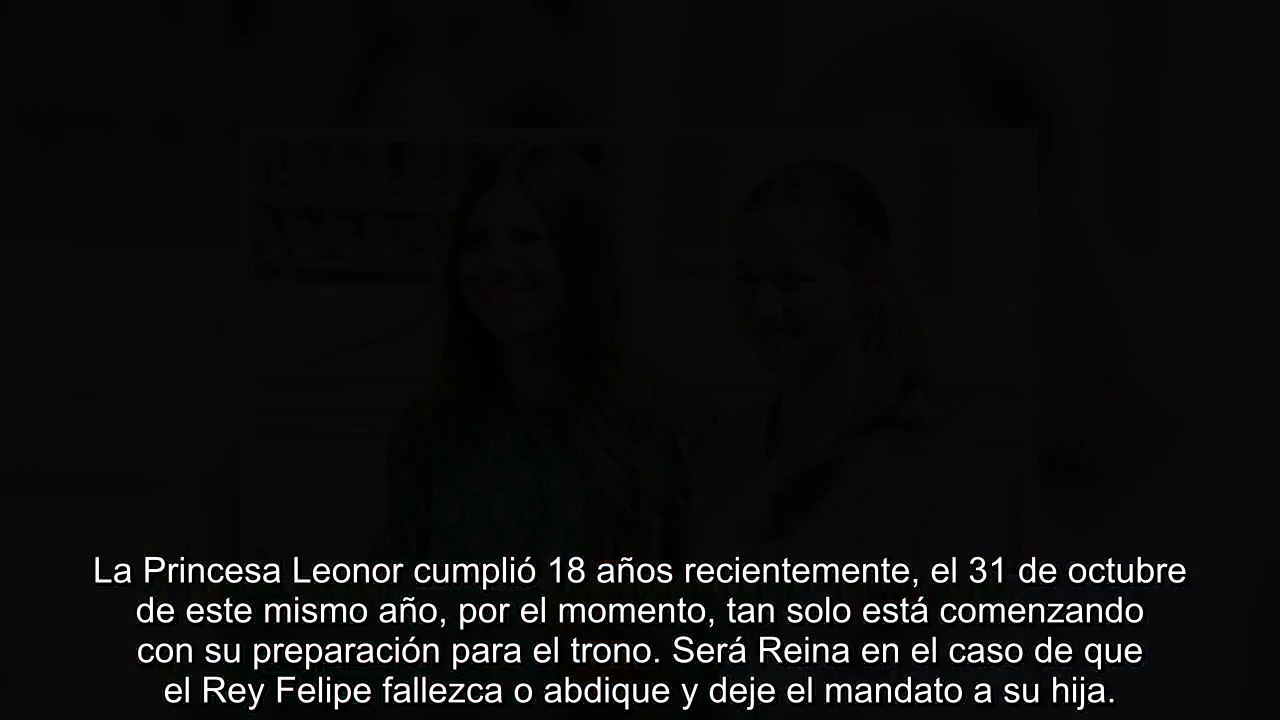 La Princesa Leonor cumplió 18 años recientemente, el 31 de octubre
de este mismo año, por el momento, tan solo está comenzando
con su preparación para el trono. Será Reina en el caso de que
el Rey Felipe fallezca o abdique y deje el mandato a su hija.